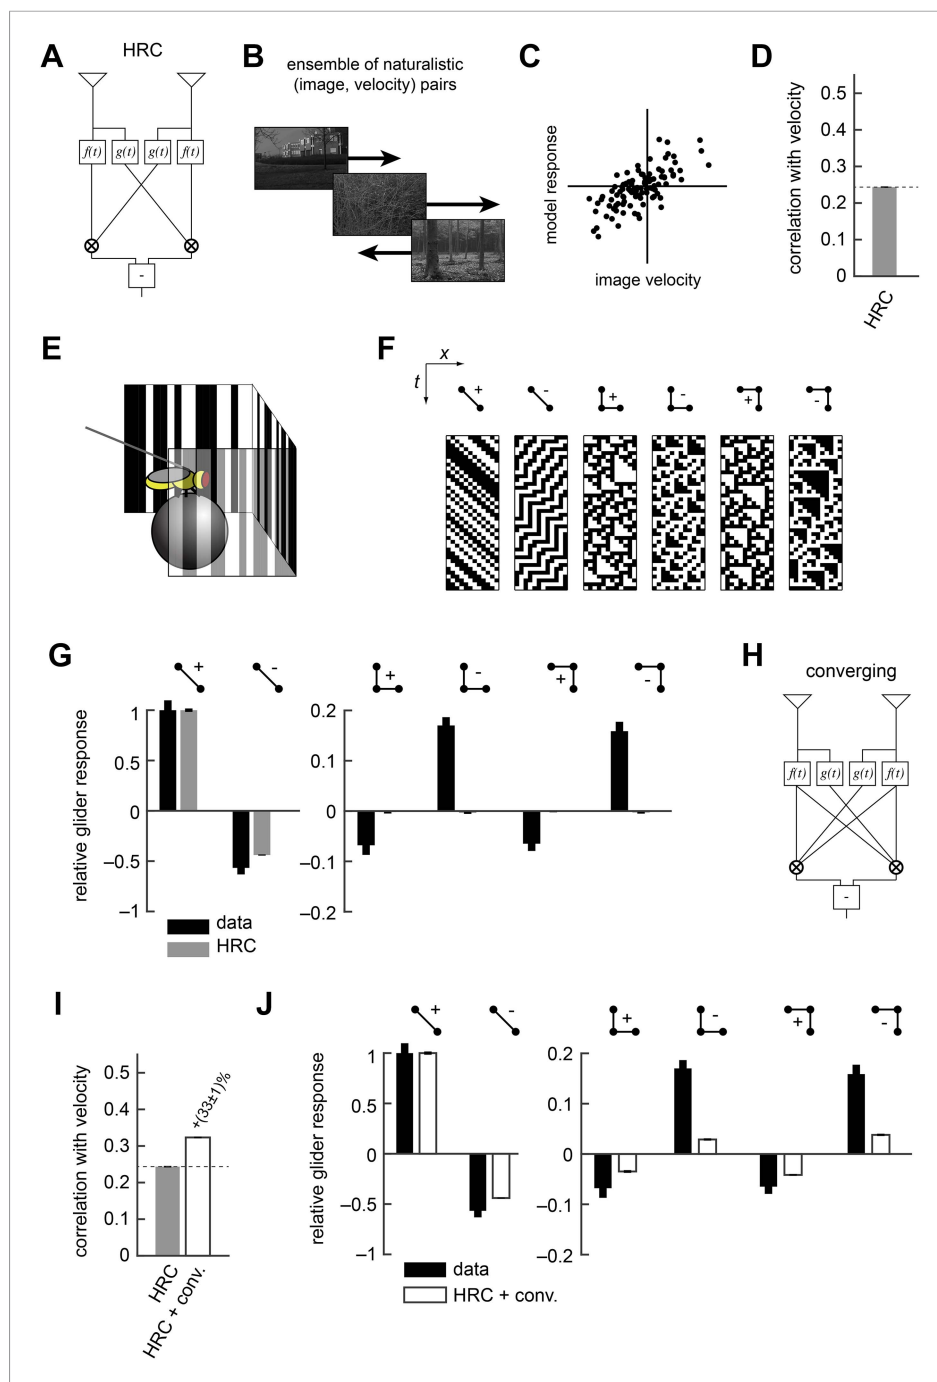 A
HRC
f(t)
g(t)
g(t)
f(t)
-
B
ensemble of naturalistic
(image, velocity) pairs
C
model response
image velocity
D
correlation with velocity
0.5
0.4
0.3
0.2
0.1
0
HRC
E
F
x
t
+
-
+
-
+
-
G
+
-
+
-
+
-
relative glider response
1
0.5
0
−0.5
−1
0.2
0.1
0
−0.1
−0.2
data
HRC
H
converging
f(t)
g(t)
g(t)
f(t)
-
I
correlation with velocity
0.5
0.4
0.3
0.2
0.1
0
+(33±1)%
HRC
HRC + conv.
J
+
-
+
-
+
-
relative glider response
1
0.5
0
−0.5
−1
0.2
0.1
0
−0.1
−0.2
data
HRC + conv.